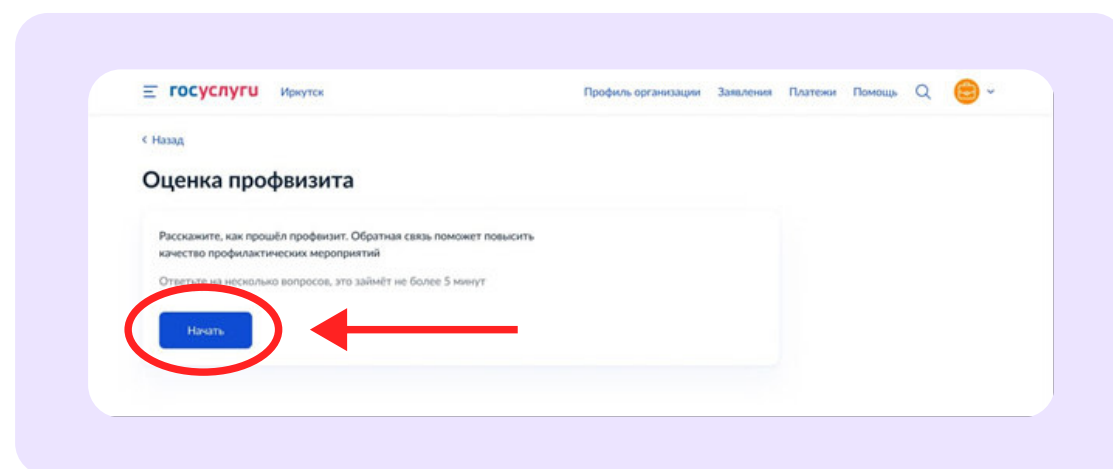 госуслуги Иркутск Профиль организации Заявления Платежи Помощь
Назад
Оценка профвизита
Расскажите, как прошёл профвизит. Обратная связь поможет повысить
качество профилактических мероприятий
Ответьте на несколько вопросов, это займёт не более 5 минут
Начать